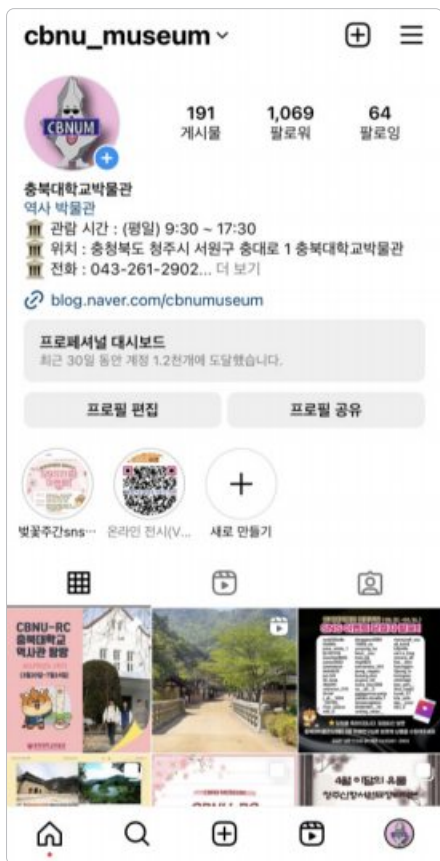 cbnu_museum
CBNUM
191 1,069 64
게시물 팔로워 팔로잉
충북대학교박물관
역사 박물관
관람 시간 : (평일) 9:30 ~ 17:30
위치 : 충청북도 청주시 서원구 충대로 1 충북대학교박물관
전화 : 043-261-2902... 더 보기
blog.naver.com/cbnumuseum
프로페셔널 대시보드
최근 30일 동안 계정 1.2천개에 도달했습니다.
프로필 편집 프로필 공유
벚꽃주간sns... 온라인 전시(V... 새로 만들기
CBNU-RC
충북대학교
역사관 탐방
CBNU MUSEUM
CBNU-RC
4월 이달의 유물